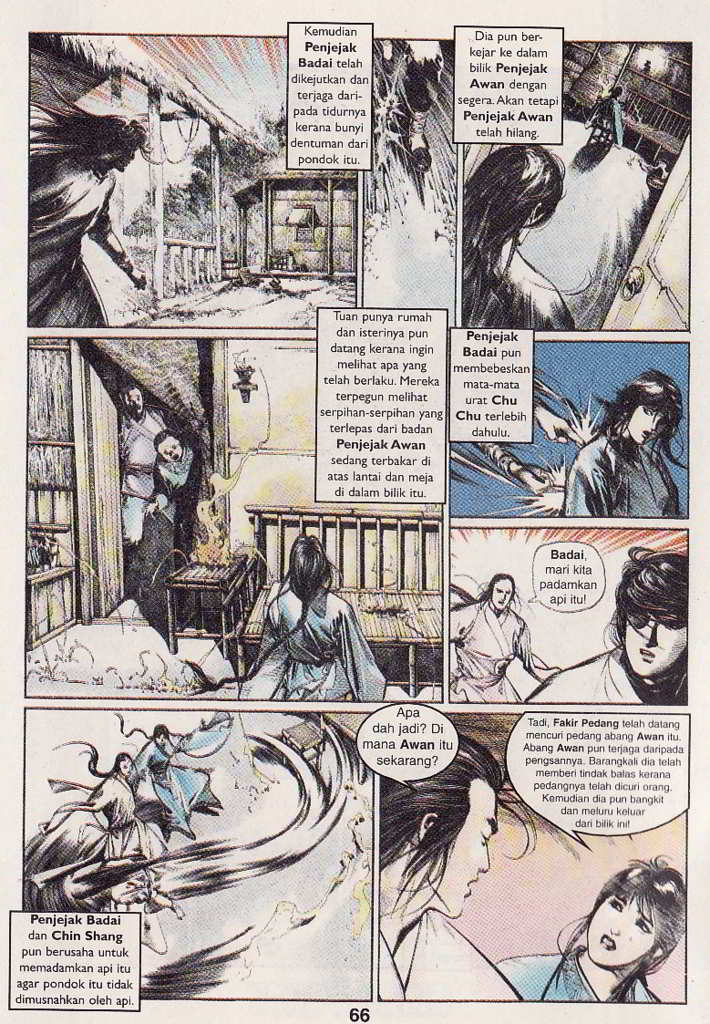 Kemudian
Penjejak
Badai telah
dikejutkan dan
terjaga dari-
pada tidurnya
kerana bunyi
dentuman dari
pondok itu.
Dia pun ber-
kejar ke dalam
bilik Penjejak
Awan dengan
segera. Akan tetapi
Penjejak Awan
telah hilang.
Tuan punya rumah
dan isterinya pun
datang kerana ingin
melihat apa yang
telah berlaku. Mereka
terpegun melihat
serpihan-serpihan yang
terlepas dari badan
Penjejak Awan
sedang terbakar di
atas lantai dan meja
di dalam bilik itu.
Penjejak
Badai pun
membebeskan
mata-mata
urat Chu
Chu terlebih
dahulu.
Badai,
mari kita
padamkan
api itu!
Penjejak Badai
dan Chin Shang
pun berusaha untuk
memadamkan api itu
agar pondok itu tidak
dimusnahkan oleh api.
Apa
dah jadi? Di
mana Awan itu
sekarang?
Tadi, Fakir Pedang telah datang
mencuri pedang abang Awan itu.
Abang Awan pun terjaga daripada
pengsannya. Barangkali dia telah
memberi tindak balas kerana
pedangnya telah dicuri orang.
Kemudian dia pun bangkit
dan meluru keluar
dari bilik ini!
66